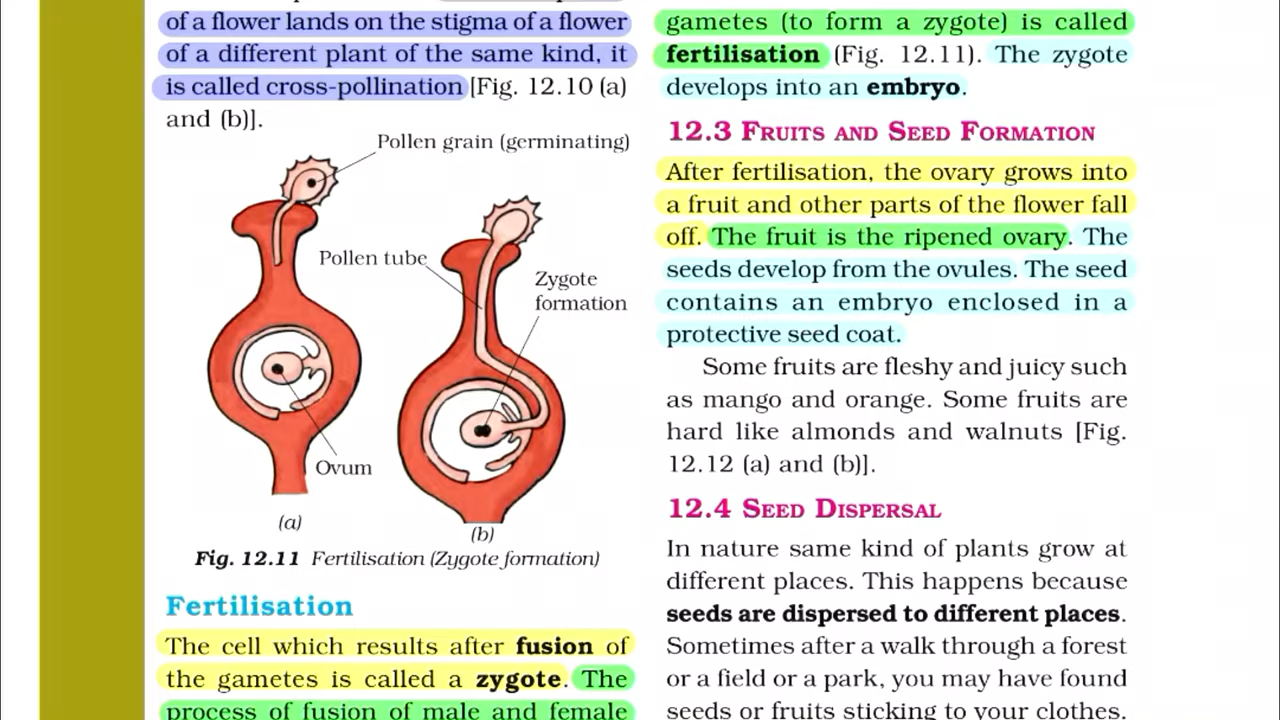 of a flower lands on the stigma of a flower
of a different plant of the same kind, it
is called cross-pollination [Fig. 12.10 (a)
and (b)].
Pollen grain (germinating)
Pollen tube
Zygote
formation
Ovum
(a)
(b)
Fig. 12.11 Fertilisation (Zygote formation)
Fertilisation
The cell which results after fusion of
the gametes is called a zygote. The
process of fusion of male and female
gametes (to form a zygote) is called
fertilisation (Fig. 12.11). The zygote
develops into an embryo.
12.3 FRUITS AND SEED FORMATION
After fertilisation, the ovary grows into
a fruit and other parts of the flower fall
off. The fruit is the ripened ovary. The
seeds develop from the ovules. The seed
contains an embryo enclosed in a
protective seed coat.
Some fruits are fleshy and juicy such
as mango and orange. Some fruits are
hard like almonds and walnuts [Fig.
12.12 (a) and (b)].
12.4 SEED DISPERSAL
In nature same kind of plants grow at
different places. This happens because
seeds are dispersed to different places.
Sometimes after a walk through a forest
or a field or a park, you may have found
seeds or fruits sticking to your clothes.